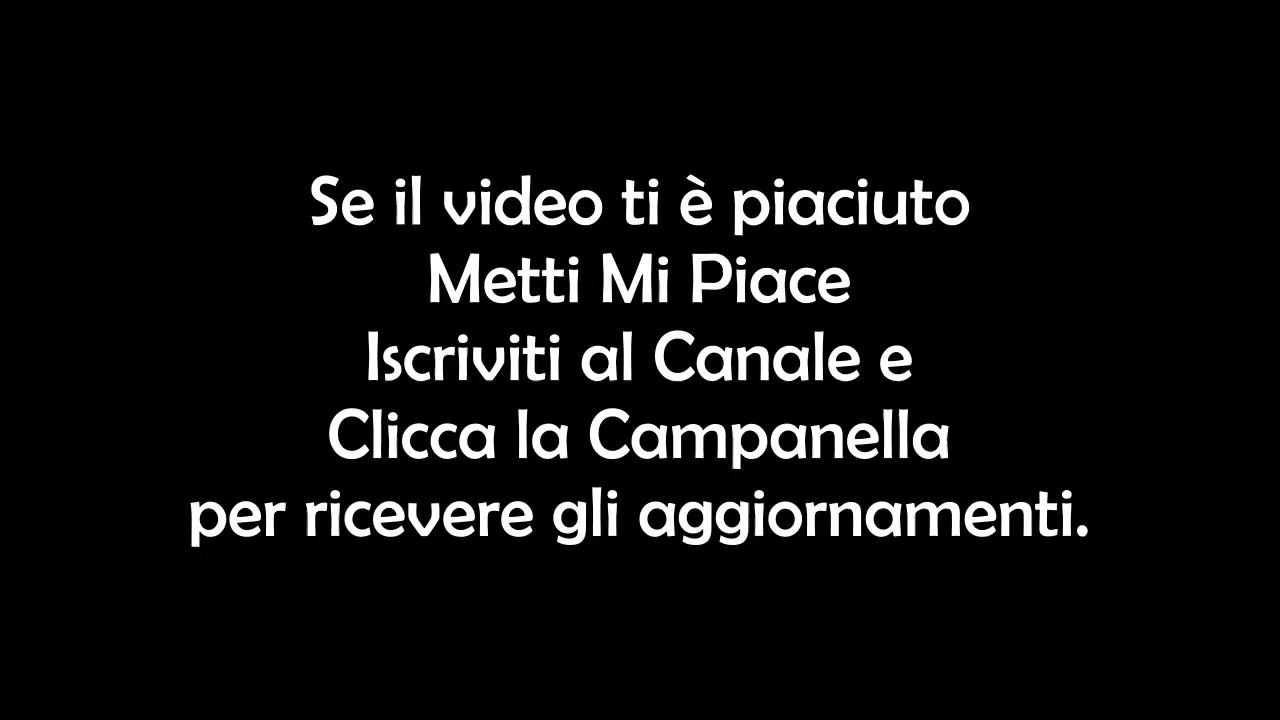 Se il video ti è piaciuto
Metti Mi Piace
Iscriviti al Canale e
Clicca la Campanella
per ricevere gli aggiornamenti.